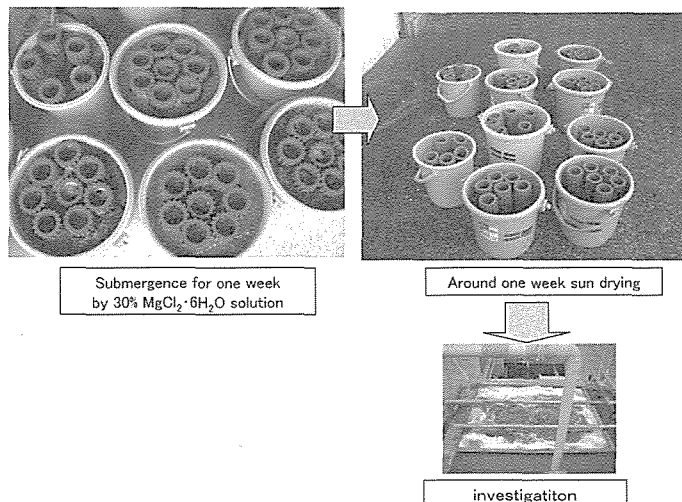 Submergence for one week
by 30% MgCl₂・6H₂O solution
Around one week sun drying
investigatiton